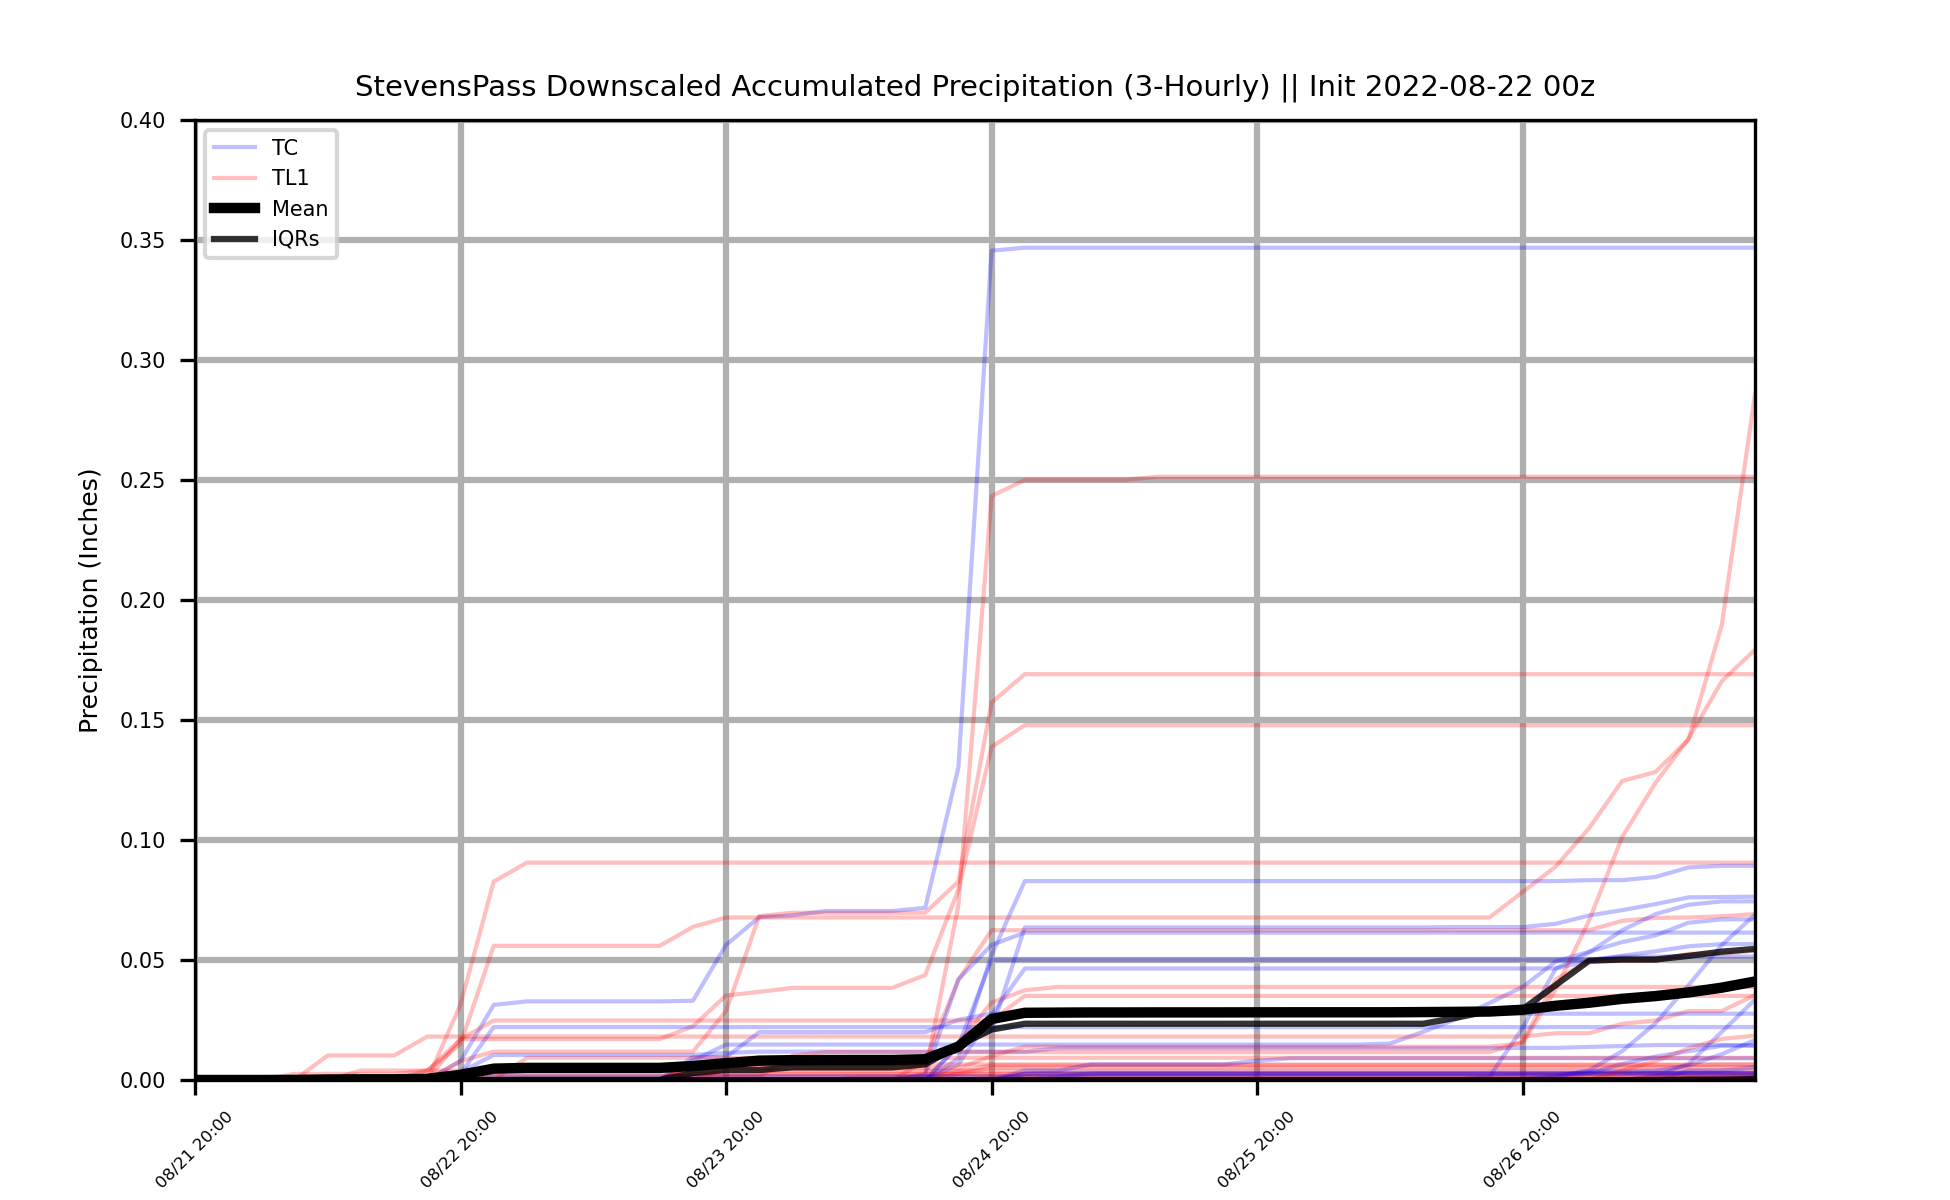 StevensPass Downscaled Accumulated Precipitation (3-Hourly) || Init 2022-08-22 00z
TC
TL1
Mean
IQRs
Precipitation (Inches)
0.40
0.35
0.30
0.25
0.20
0.15
0.10
0.05
0.00
08/21 20:00
08/22 20:00
08/23 20:00
08/24 20:00
08/25 20:00
08/26 20:00